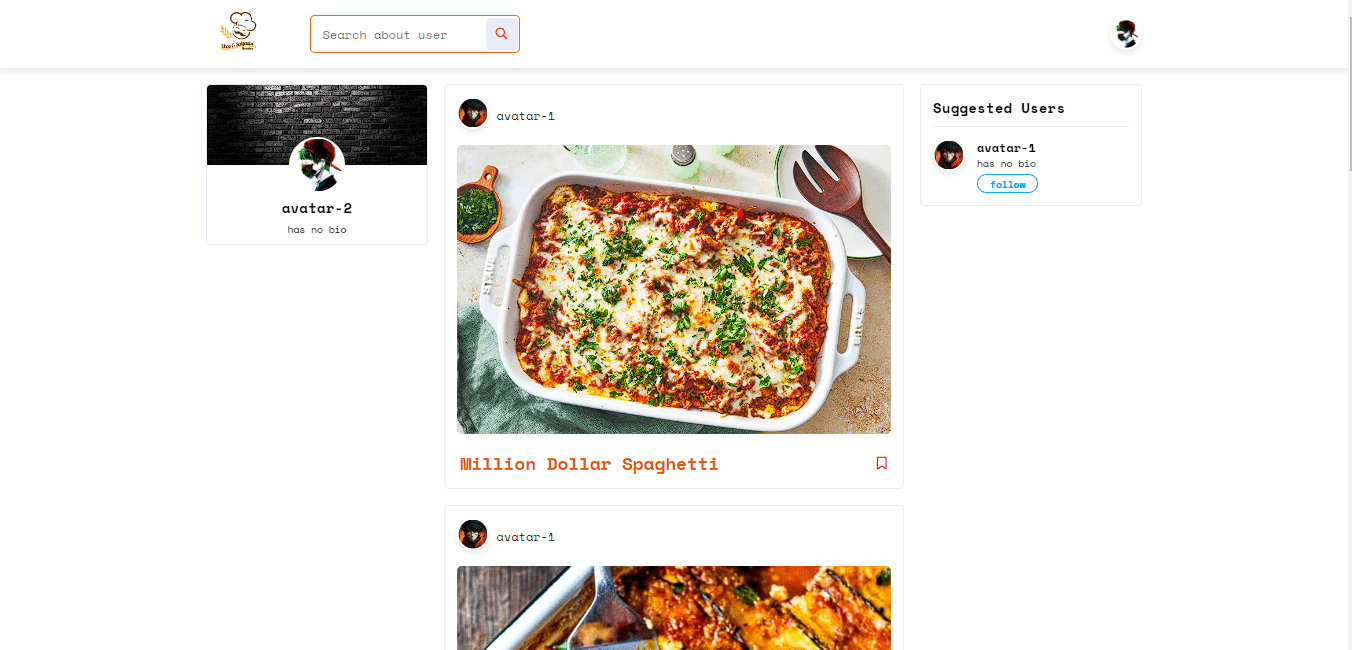 Search about user
avatar-2
has no bio
avatar-1
Million Dollar Spaghetti
avatar-1
Suggested Users
avatar-1
has no bio
follow